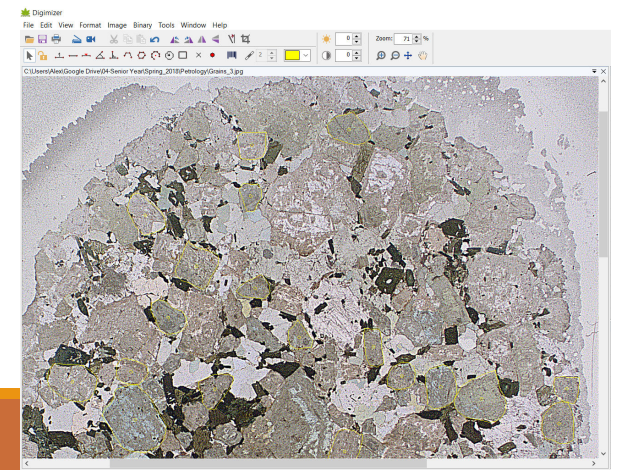 Digimizer
File Edit View Format Image Binary Tools Window Help
2
0
Zoom: 71 %
0
C:\Users\Alex\Google Drive\04-Senior Year\Spring_2018\Petrology\Grains_3.jpg